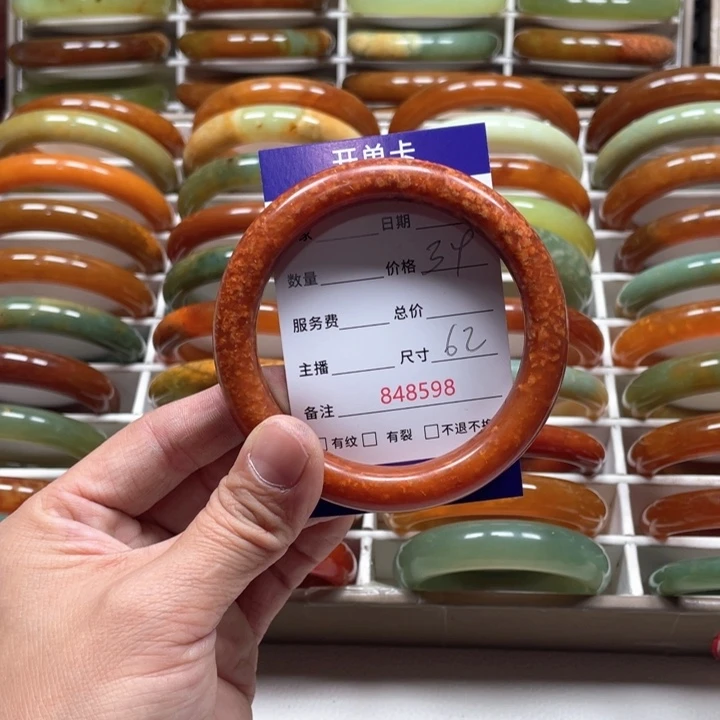 开单卡
日期
数量 价格 34
服务费 总价
主播 尺寸 62
848598
备注
有纹 有裂 不退不换